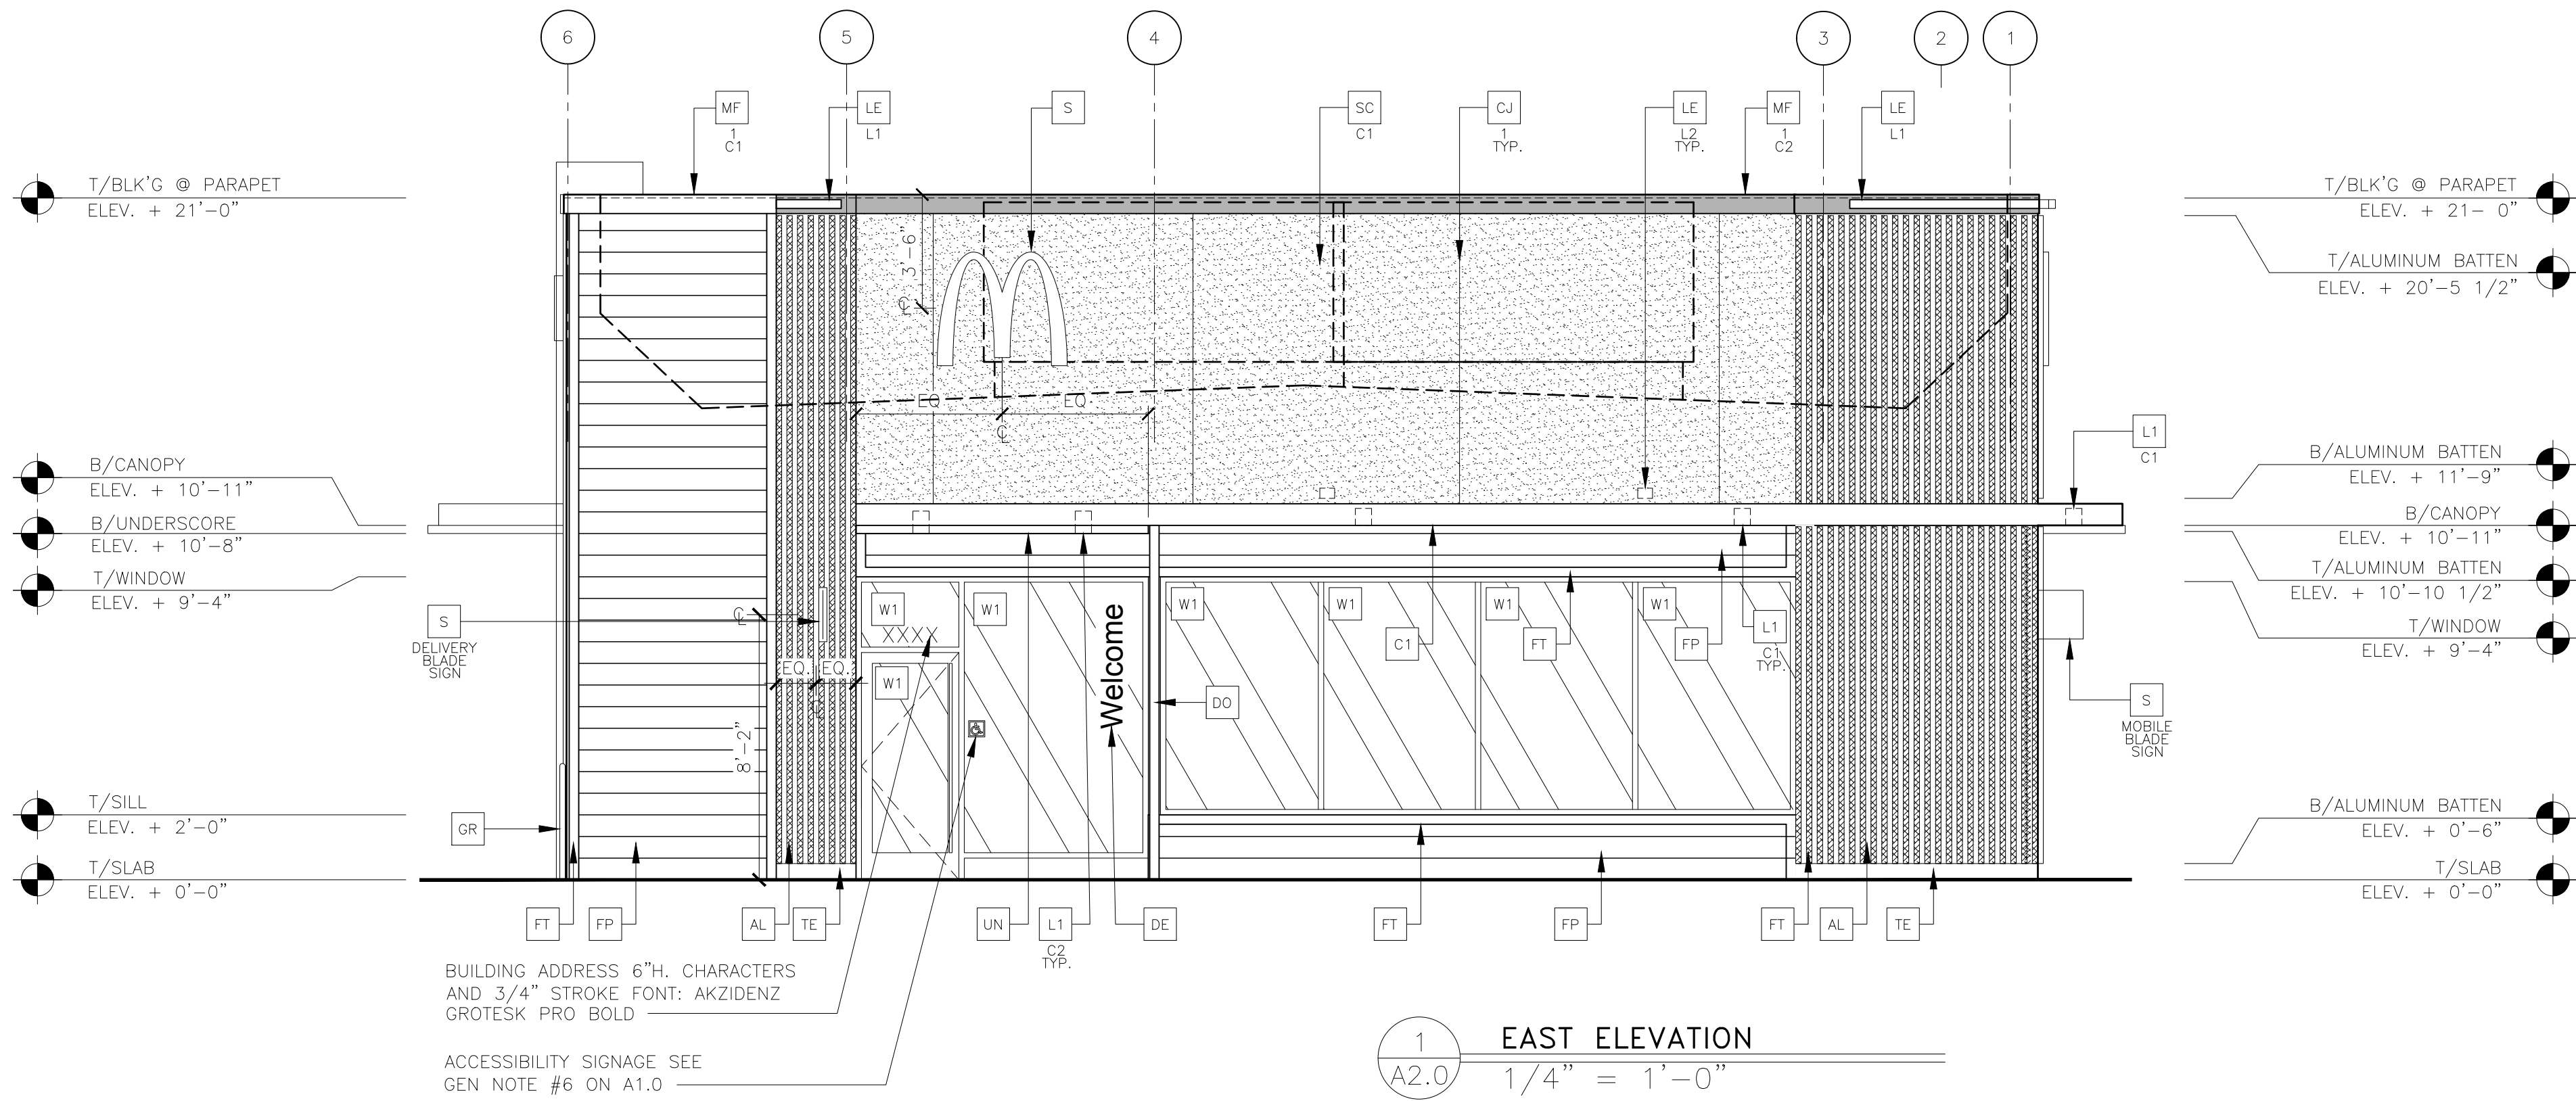 6
5
4
3
2
1
MF
1
C1
LE
L1
S
SC
C1
CJ
1
TYP.
LE
L2
TYP.
MF
1
C2
LE
L1
T/BLK'G @ PARAPET
ELEV. + 21'-0"
B/CANOPY
ELEV. + 10'-11"
B/UNDERSCORE
ELEV. + 10'-8"
T/WINDOW
ELEV. + 9'-4"
S
DELIVERY
BLADE
SIGN
T/SILL
ELEV. + 2'-0"
GR
T/SLAB
ELEV. + 0'-0"
3'-6"
EQ
EQ
EQ.
EQ.
8'-2"
W1
XXXX
W1
W1
Welcome
DO
W1
W1
W1
W1
C1
FT
FP
L1
C1
TYP.
L1
C1
S
MOBILE
BLADE
SIGN
T/BLK'G @ PARAPET
ELEV. + 21- 0"
T/ALUMINUM BATTEN
ELEV. + 20'-5 1/2"
B/ALUMINUM BATTEN
ELEV. + 11'-9"
B/CANOPY
ELEV. + 10'-11"
T/ALUMINUM BATTEN
ELEV. + 10'-10 1/2"
T/WINDOW
ELEV. + 9'-4"
B/ALUMINUM BATTEN
ELEV. + 0'-6"
T/SLAB
ELEV. + 0'-0"
FT
FP
AL
TE
UN
L1
C2
TYP.
DE
FT
FP
FT
AL
TE
BUILDING ADDRESS 6"H. CHARACTERS
AND 3/4" STROKE FONT: AKZIDENZ
GROTESK PRO BOLD
ACCESSIBILITY SIGNAGE SEE
GEN NOTE #6 ON A1.0
1
A2.0
EAST ELEVATION
1/4" = 1'-0"